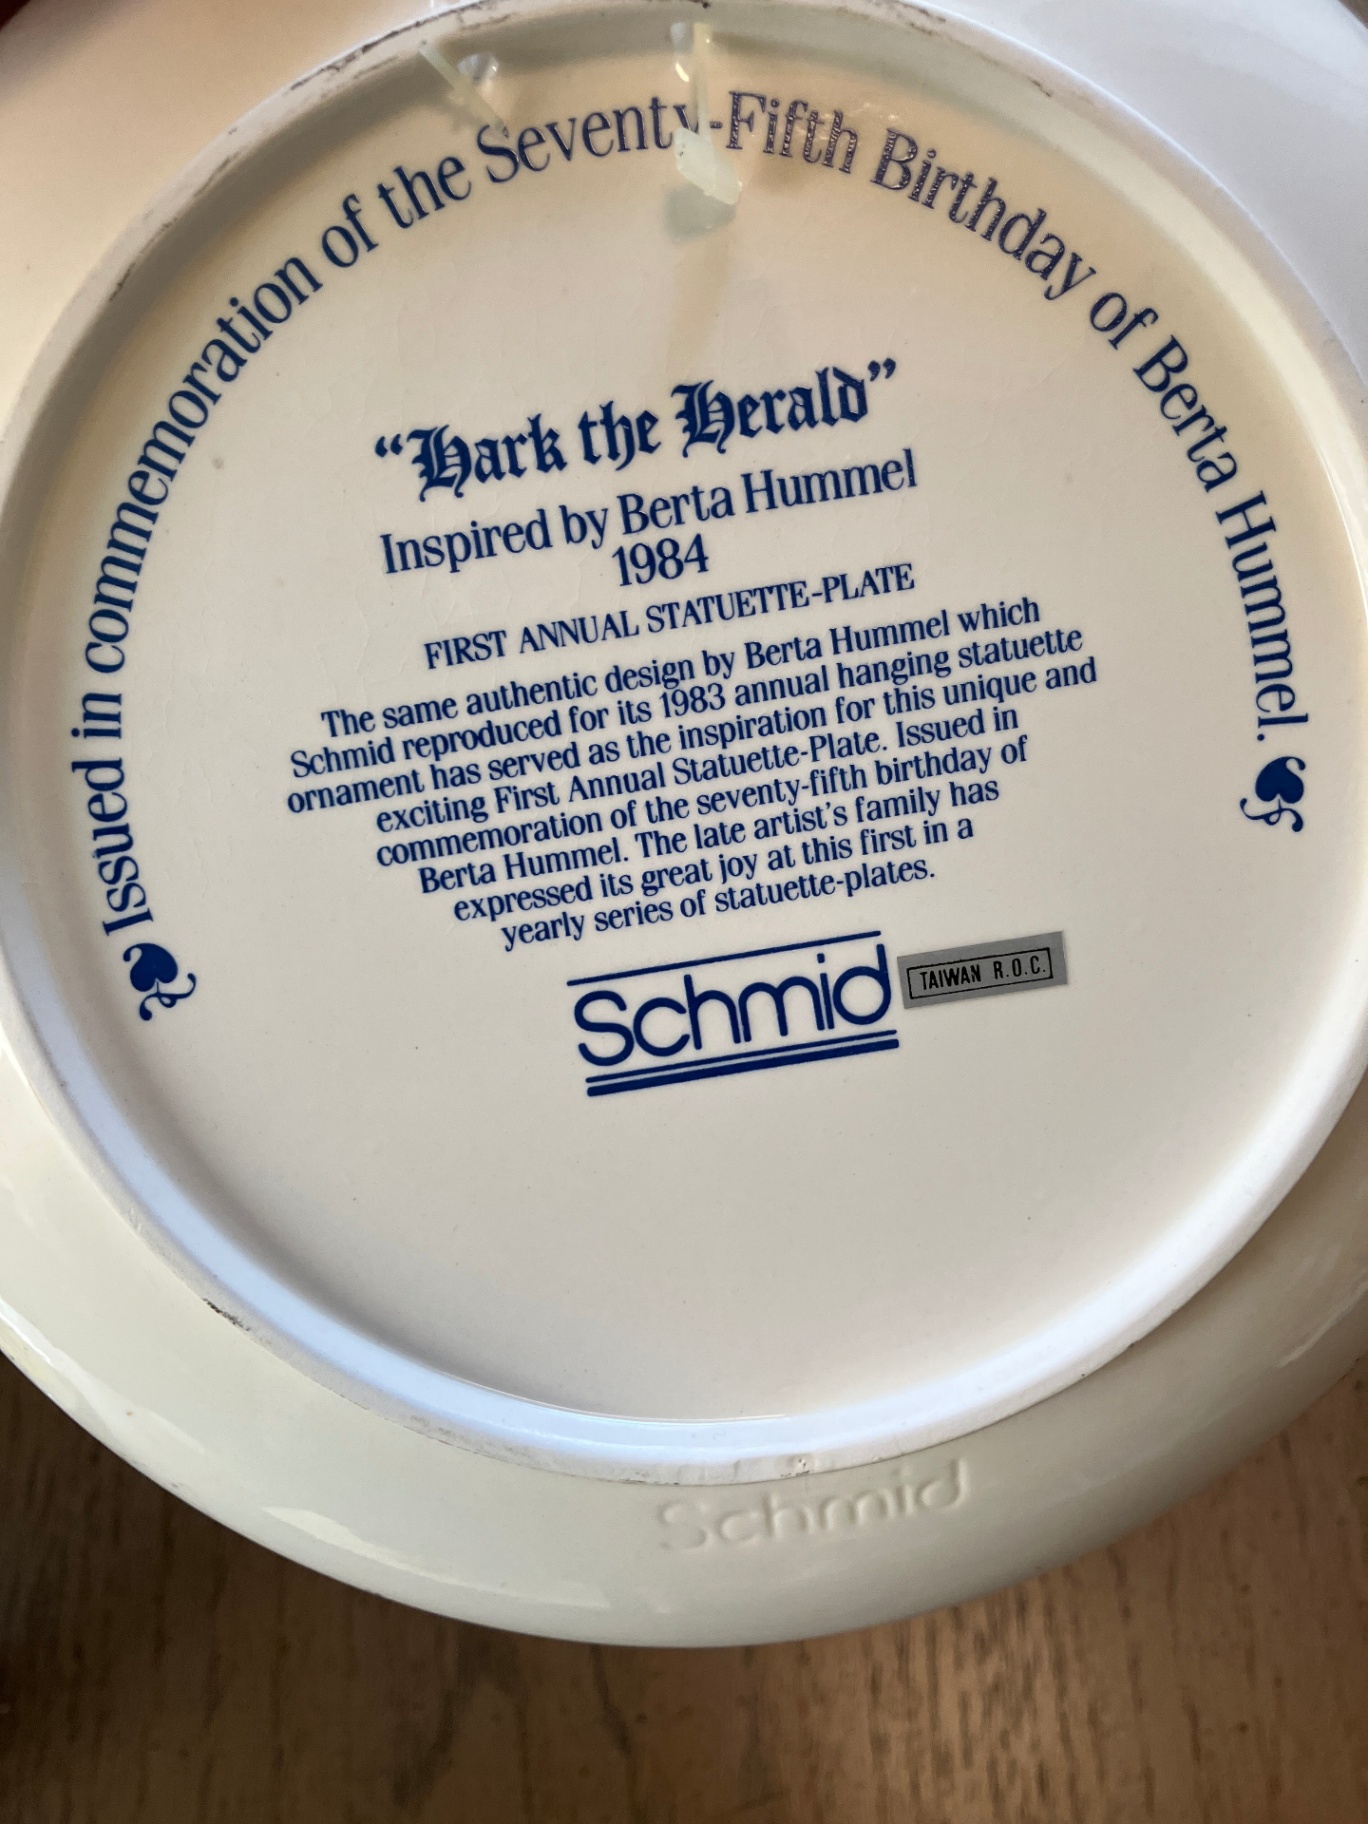 Issued in commemoration of the Seventy-Fifth Birthday of Berta Hummel.
“Hark the Herald”
Inspired by Berta Hummel
1984
FIRST ANNUAL STATUETTE-PLATE
The same authentic design by Berta Hummel which
Schmid reproduced for its 1983 annual hanging statuette
ornament has served as the inspiration for this unique and
exciting First Annual Statuette-Plate. Issued in
commemoration of the seventy-fifth birthday of
Berta Hummel. The late artist’s family has
expressed its great joy at this first in a
yearly series of statuette-plates.
Schmid
TAIWAN R.O.C.
Schmid